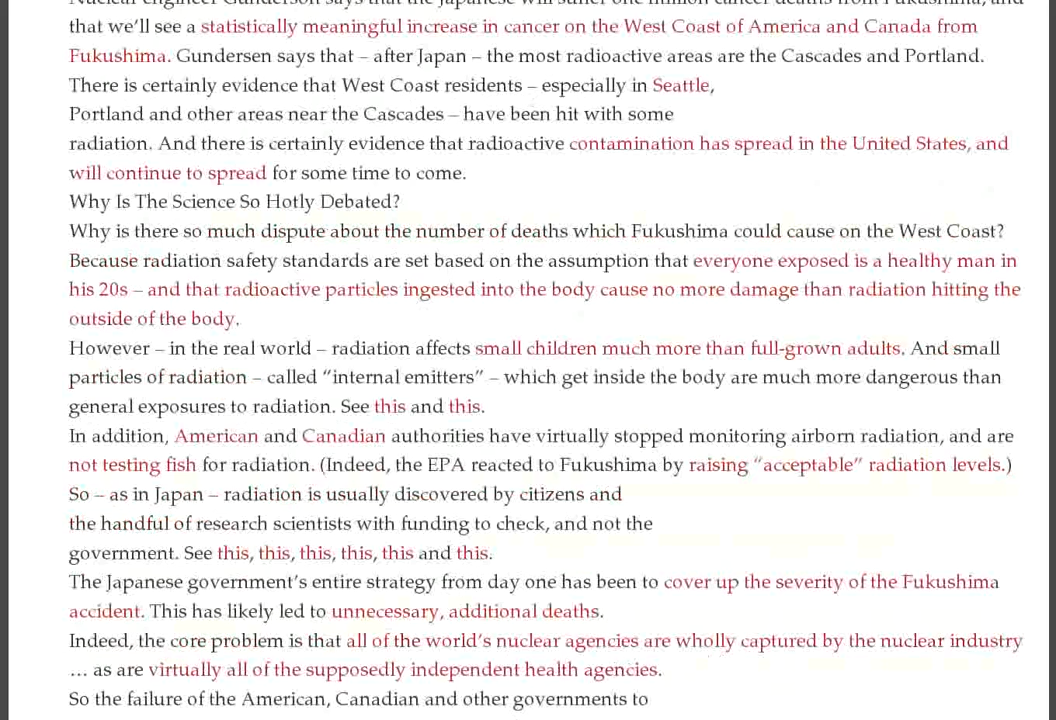 Nuclear engineer Gunderson says that the Japanese will suffer one million cancer deaths from Fukushima, and
that we’ll see a statistically meaningful increase in cancer on the West Coast of America and Canada from
Fukushima. Gundersen says that – after Japan – the most radioactive areas are the Cascades and Portland.
There is certainly evidence that West Coast residents – especially in Seattle,
Portland and other areas near the Cascades – have been hit with some
radiation. And there is certainly evidence that radioactive contamination has spread in the United States, and
will continue to spread for some time to come.
Why Is The Science So Hotly Debated?
Why is there so much dispute about the number of deaths which Fukushima could cause on the West Coast?
Because radiation safety standards are set based on the assumption that everyone exposed is a healthy man in
his 20s – and that radioactive particles ingested into the body cause no more damage than radiation hitting the
outside of the body.
However – in the real world – radiation affects small children much more than full-grown adults. And small
particles of radiation – called “internal emitters” – which get inside the body are much more dangerous than
general exposures to radiation. See this and this.
In addition, American and Canadian authorities have virtually stopped monitoring airborn radiation, and are
not testing fish for radiation. (Indeed, the EPA reacted to Fukushima by raising “acceptable” radiation levels.)
So – as in Japan – radiation is usually discovered by citizens and
the handful of research scientists with funding to check, and not the
government. See this, this, this, this, this and this.
The Japanese government’s entire strategy from day one has been to cover up the severity of the Fukushima
accident. This has likely led to unnecessary, additional deaths.
Indeed, the core problem is that all of the world’s nuclear agencies are wholly captured by the nuclear industry
… as are virtually all of the supposedly independent health agencies.
So the failure of the American, Canadian and other governments to